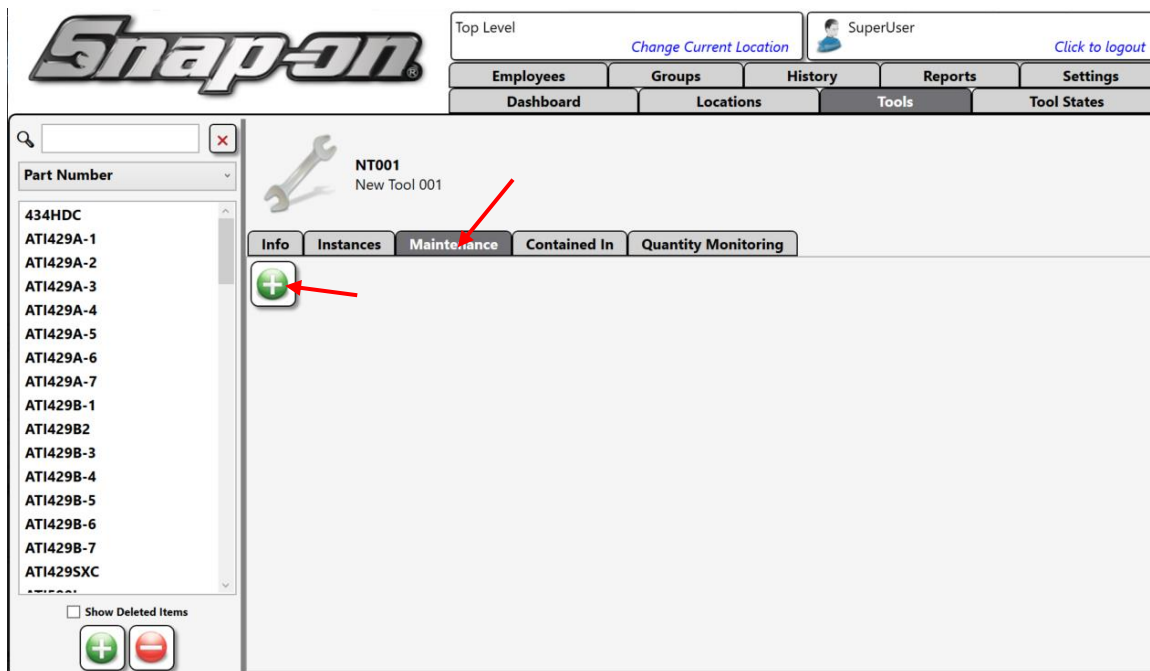 Snap-on
Top Level
Change Current Location
SuperUser
Click to logout
Employees
Groups
History
Reports
Settings
Dashboard
Locations
Tools
Tool States
Part Number
NT001
New Tool 001
Info
Instances
Maintenance
Contained In
Quantity Monitoring
434HDC
ATI429A-1
ATI429A-2
ATI429A-3
ATI429A-4
ATI429A-5
ATI429A-6
ATI429A-7
ATI429B-1
ATI429B2
ATI429B-3
ATI429B-4
ATI429B-5
ATI429B-6
ATI429B-7
ATI429SXC
Show Deleted Items